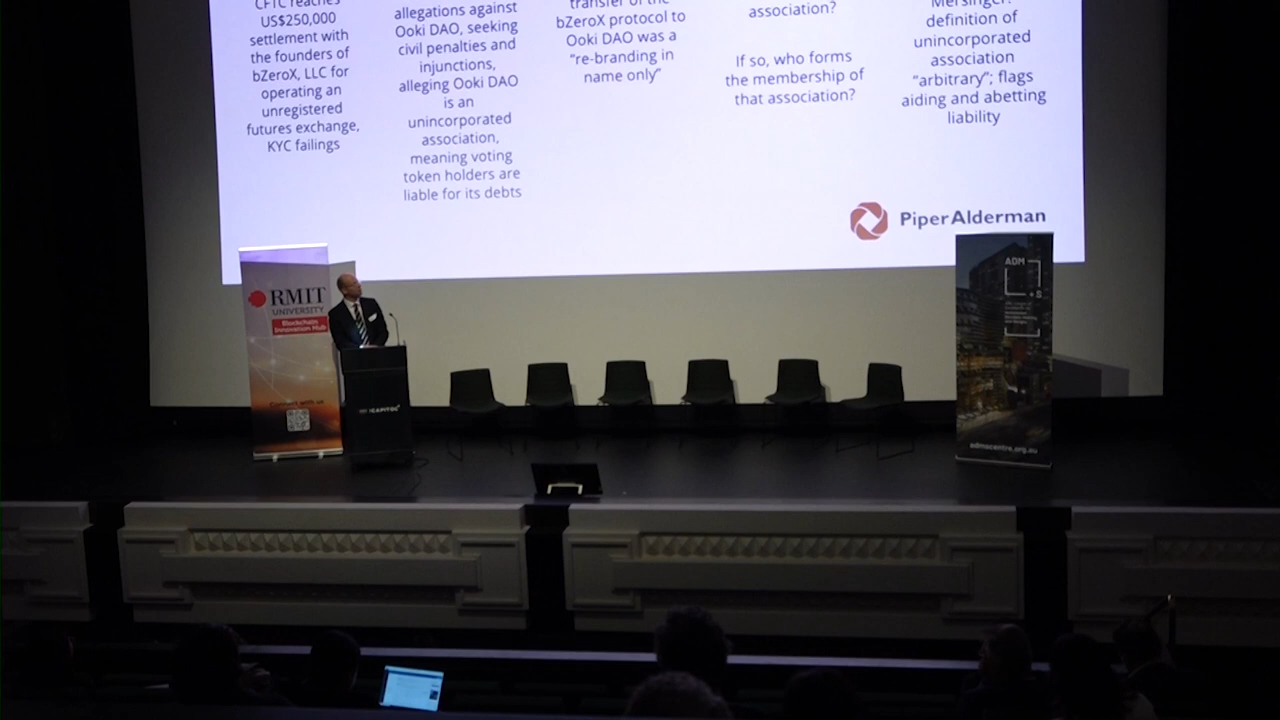 CFTC reaches
US$250,000
settlement with
the founders of
bZeroX, LLC for
operating an
unregistered
futures exchange,
KYC failings
allegations against
Ooki DAO, seeking
civil penalties and
injunctions,
alleging Ooki DAO
is an
unincorporated
association,
meaning voting
token holders are
liable for its debts
transfer of the
bZeroX protocol to
Ooki DAO was a
“re-branding in
name only”
association?
If so, who forms
the membership of
that association?
Mersinger:
definition of
unincorporated
association
“arbitrary”; flags
aiding and abetting
liability
PiperAlderman
RMIT
UNIVERSITY
Blockchain
Innovation Hub
Connect with us
CAPITOL
ADM
+S
admscentre.org.au